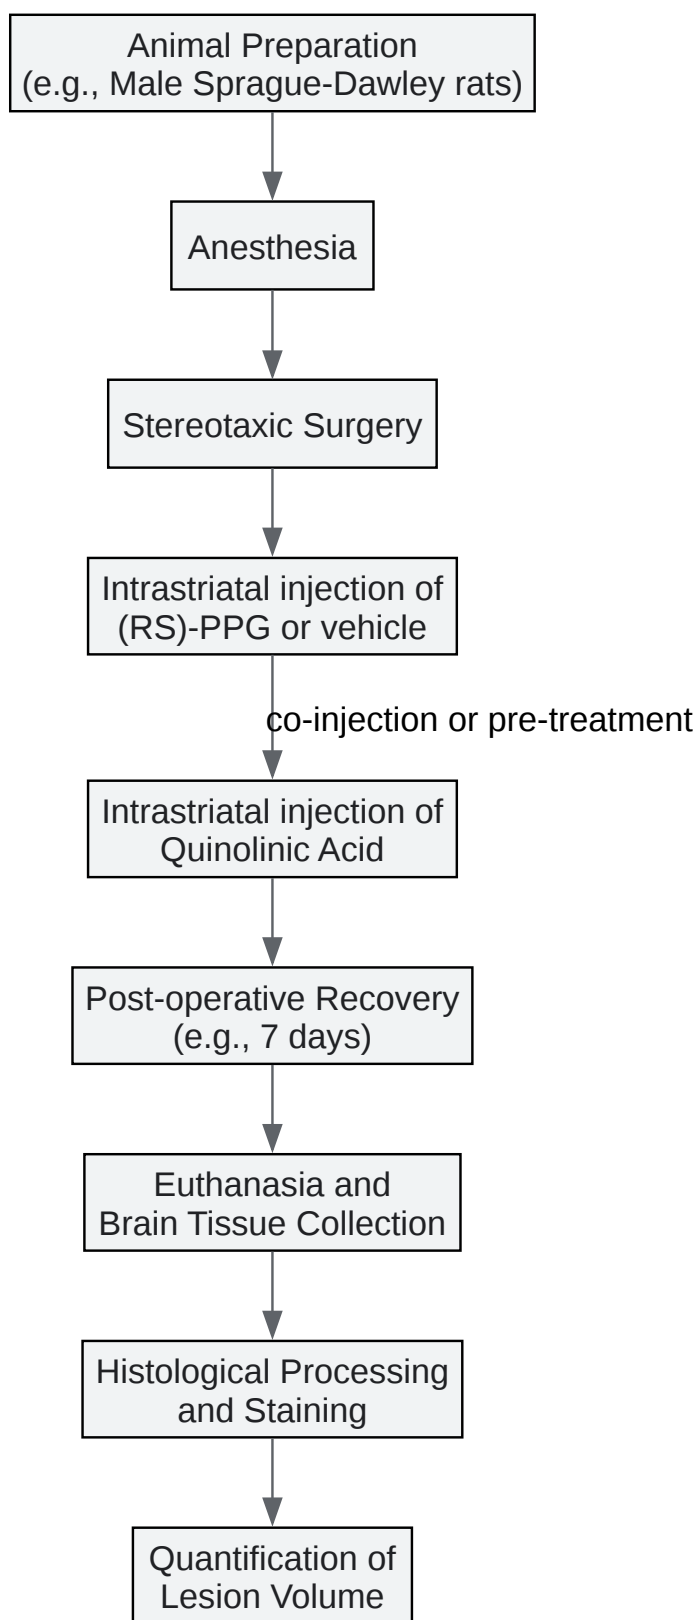 Animal Preparation
(e.g., Male Sprague-Dawley rats)
Anesthesia
Stereotaxic Surgery
Intrastriatal injection of
(RS)-PPG or vehicle
co-injection or pre-treatment
Intrastriatal injection of
Quinolinic Acid
Post-operative Recovery
(e.g., 7 days)
Euthanasia and
Brain Tissue Collection
Histological Processing
and Staining
Quantification of
Lesion Volume